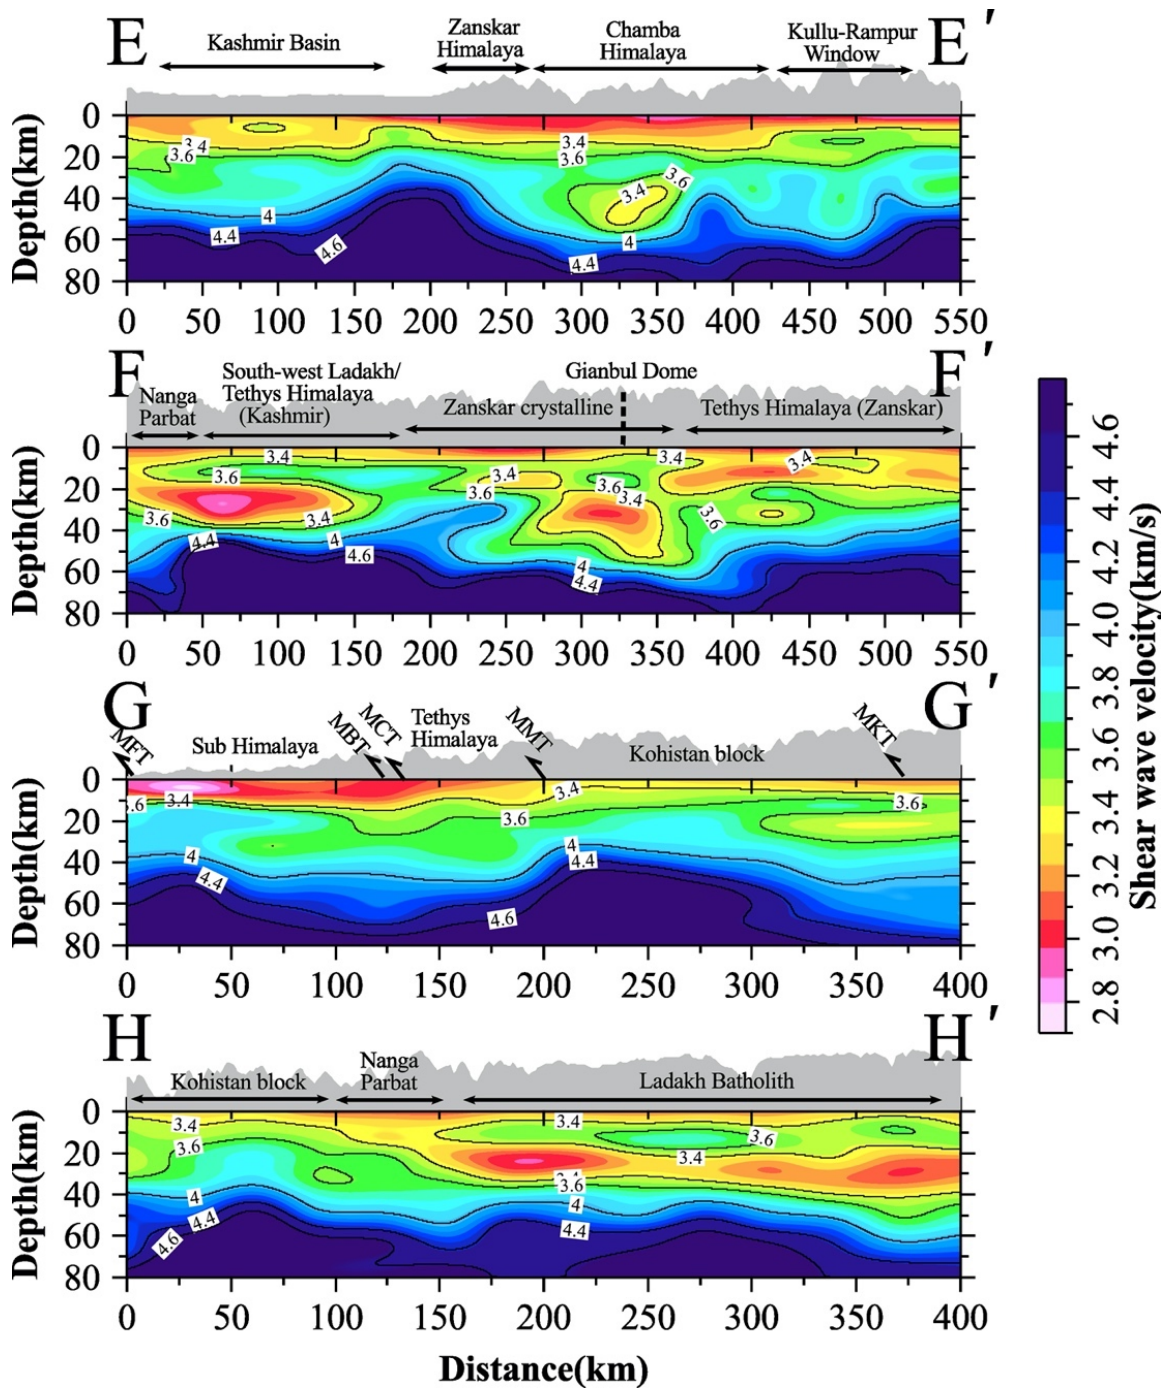 E
E′
Kashmir Basin
Zanskar
Himalaya
Chamba
Himalaya
Kullu-Rampur
Window
Depth(km)
0
20
40
60
80
3.4
3.6
4
4.4
4.6
3.4
3.6
3.4
3.6
4
4.4
0 50 100 150 200 250 300 350 400 450 500 550
F
F′
Nanga
Parbat
South-west Ladakh/
Tethys Himalaya
(Kashmir)
Zanskar crystalline
Gianbul Dome
Tethys Himalaya (Zanskar)
Depth(km)
0
20
40
60
80
3.4
3.6
3.6
3.4
4.4
4
4.6
3.4
3.6
3.6
3.4
4
4.4
3.4
3.6
3.4
0 50 100 150 200 250 300 350 400 450 500 550
G
G′
MFT
Sub Himalaya
MBT
MCT
Tethys
Himalaya
MMT
Kohistan block
MKT
Depth(km)
0
20
40
60
80
3.6
3.4
4
4.4
4.6
3.6
3.4
4
4.4
3.6
0 50 100 150 200 250 300 350 400
H
H′
Kohistan block
Nanga
Parbat
Ladakh Batholith
Depth(km)
0
20
40
60
80
3.4
3.6
4
4.4
4.6
3.4
3.6
3.4
3.4
3.6
4
4.4
0 50 100 150 200 250 300 350 400
Distance(km)
4.6
4.4
4.2
4.0
3.8
3.6
3.4
3.2
3.0
2.8
Shear wave velocity(km/s)